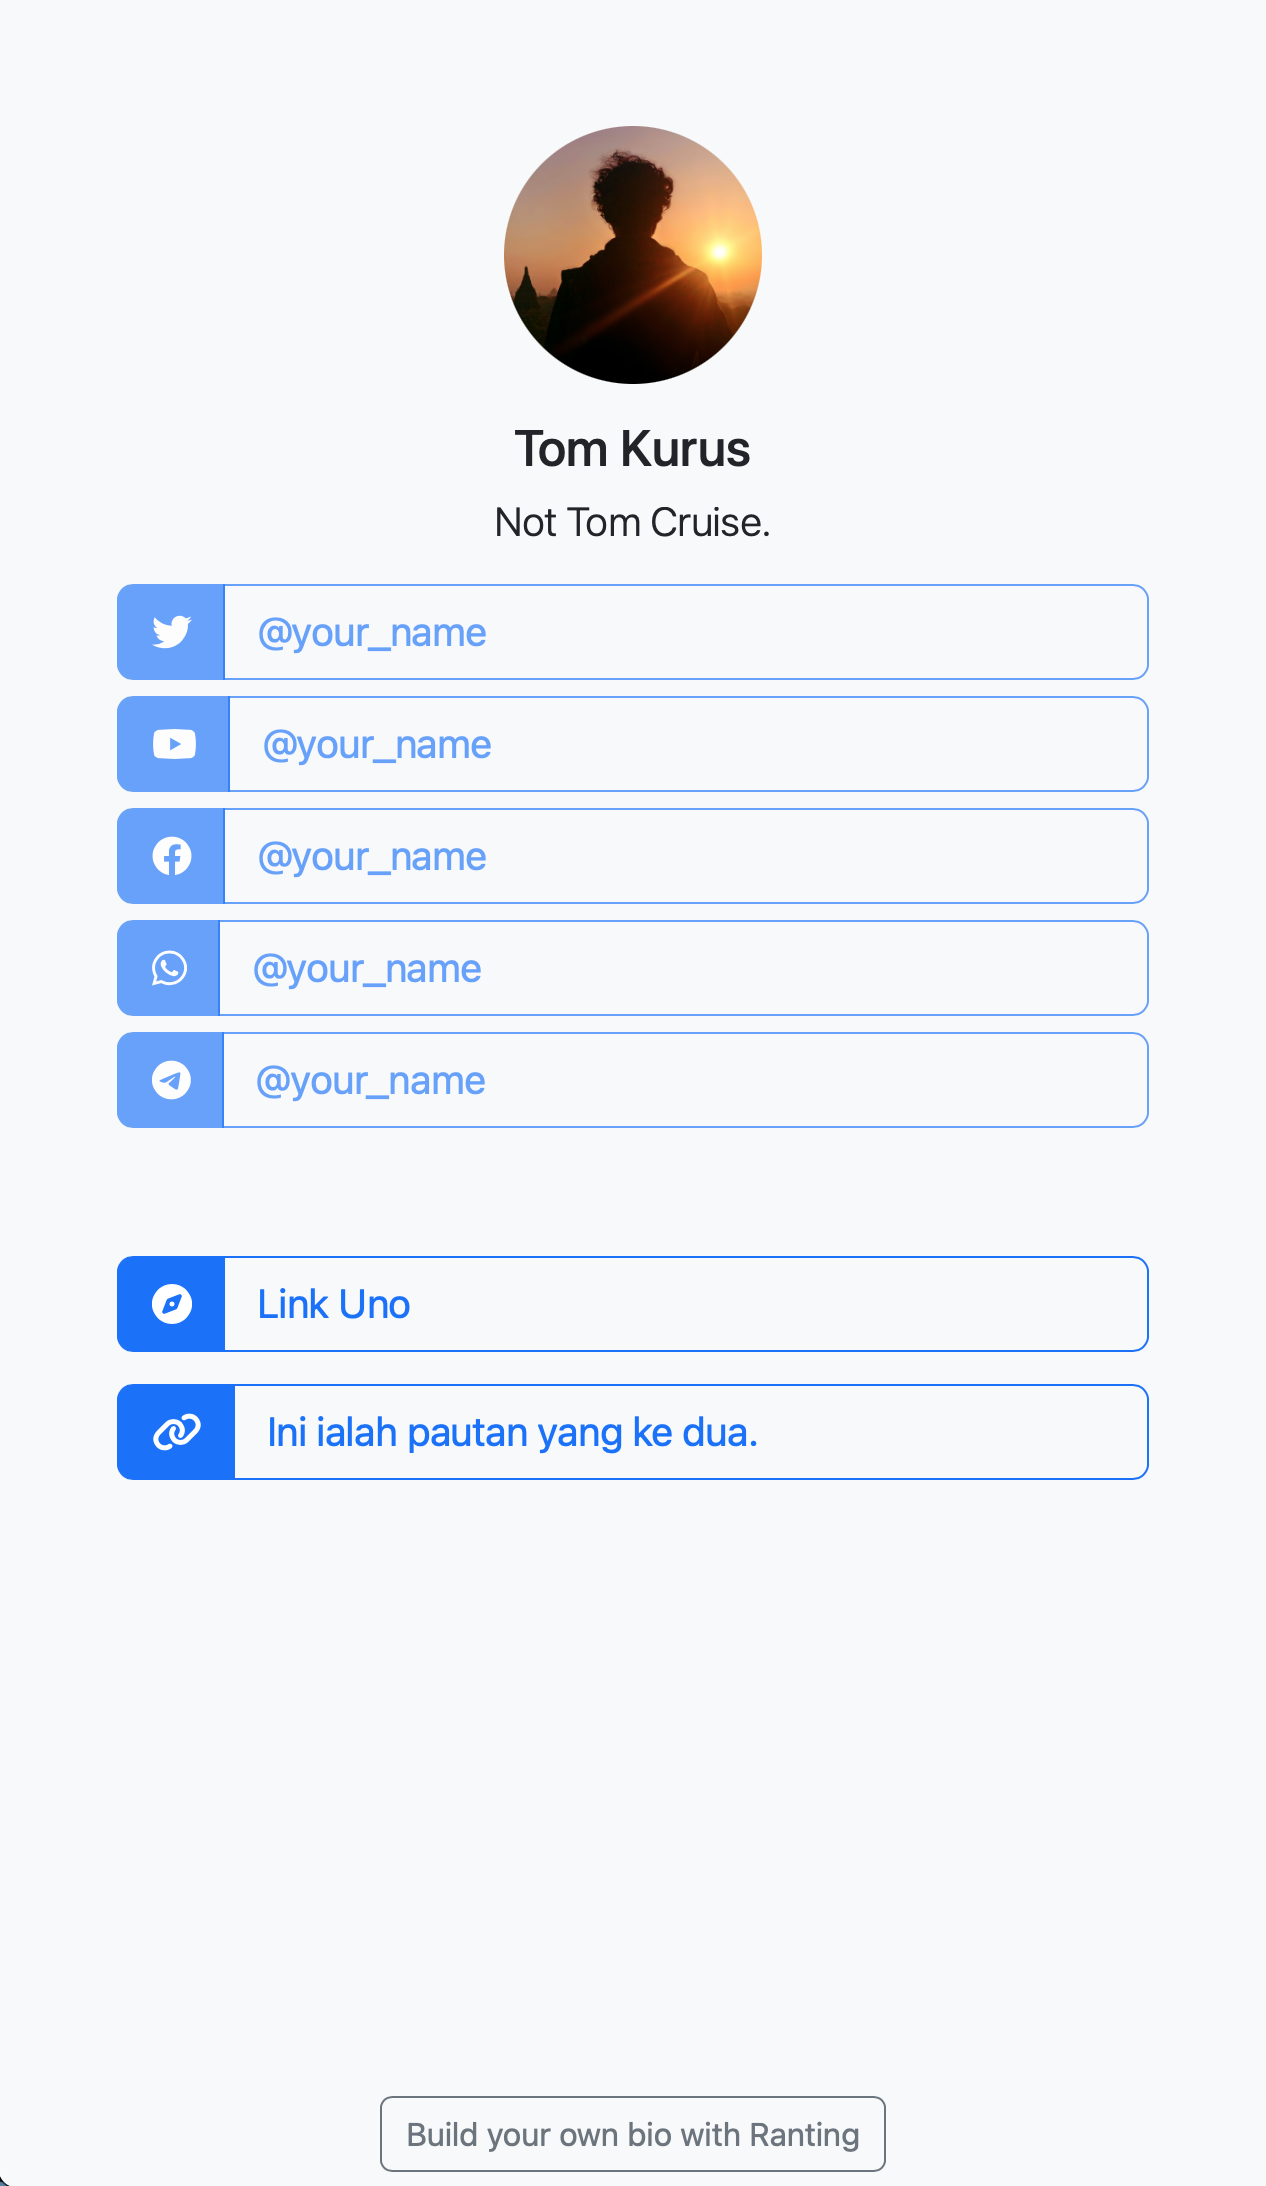 Tom Kurus
Not Tom Cruise.
@your_name
@your_name
@your_name
@your_name
@your_name
Link Uno
Ini ialah pautan yang ke dua.
Build your own bio with Ranting